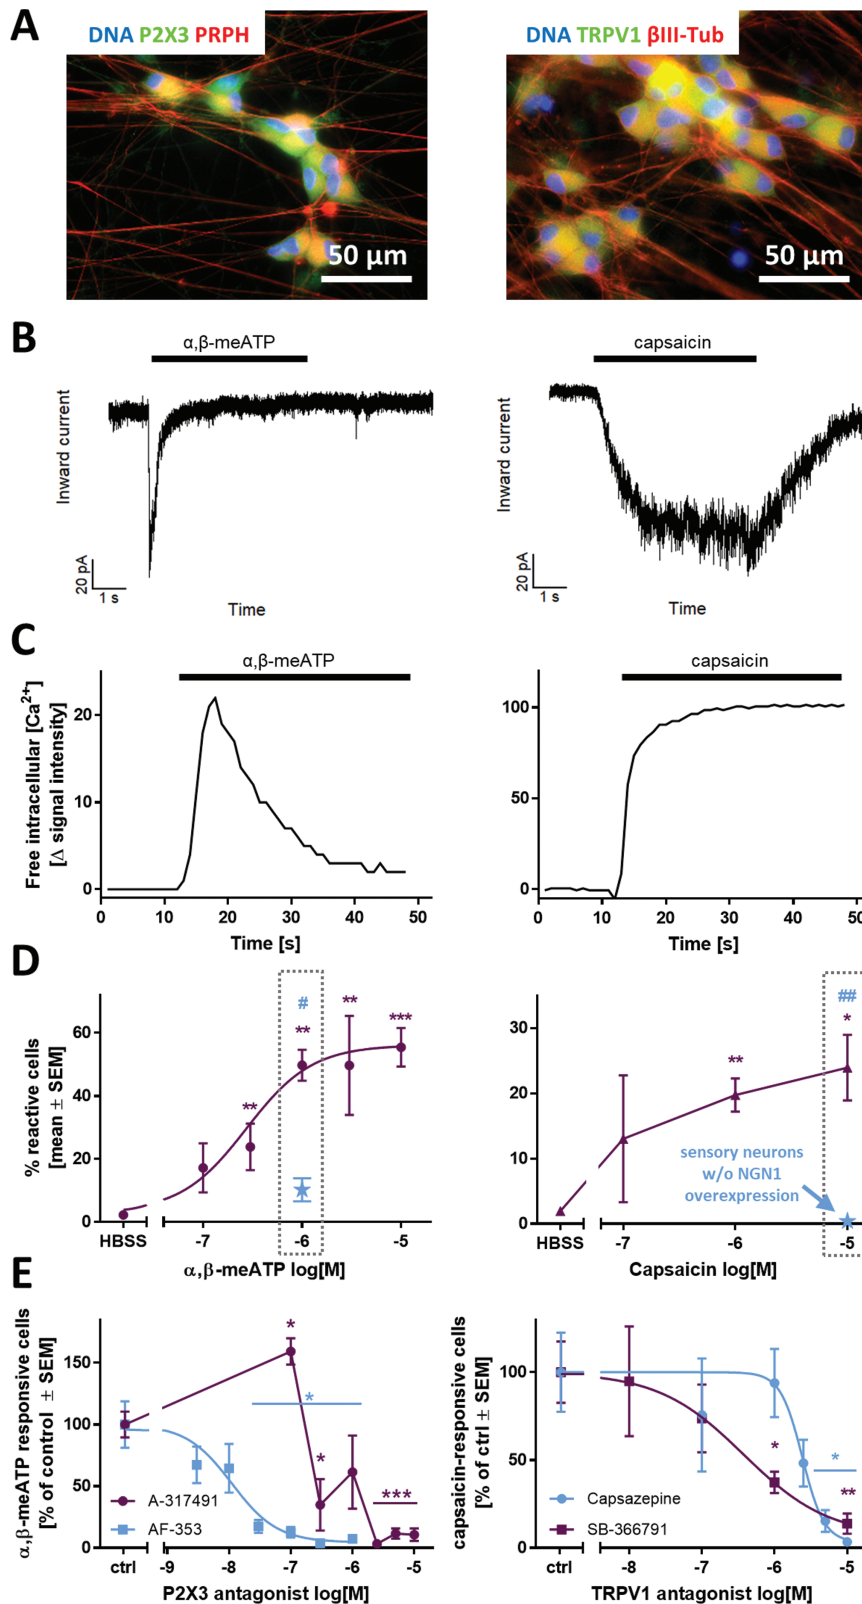 A
DNA P2X3 PRPH
50 µm
DNA TRPV1 βIII-Tub
50 µm
B
α,β-meATP
Inward current
20 pA
1 s
Time
capsaicin
Inward current
20 pA
1 s
Time
C
α,β-meATP
Free intracellular [Ca²⁺]
[Δ signal intensity]
20
10
0
0 10 20 30 40 50
Time [s]
capsaicin
100
50
0
0 10 20 30 40 50
Time [s]
D
% reactive cells
[mean ± SEM]
60
40
20
0
#
** ** ** ***
HBSS -7 -6 -5
α,β-meATP log[M]
30
20
10
0
##
** *
sensory neurons
w/o NGN1
overexpression
HBSS -7 -6 -5
Capsaicin log[M]
E
α,β-meATP responsive cells
[% of control ± SEM]
150
100
50
0
*
*
*
***
A-317491
AF-353
ctrl -9 -8 -7 -6 -5
P2X3 antagonist log[M]
capsaicin-responsive cells
[% of ctrl ± SEM]
100
50
0
*
*
**
Capsazepine
SB-366791
ctrl -8 -7 -6 -5
TRPV1 antagonist log[M]